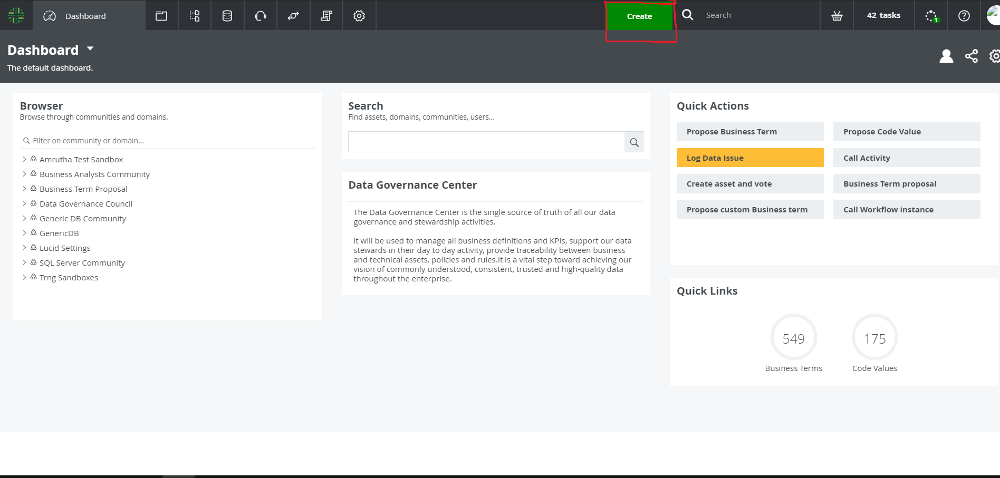 Dashboard
Create
Search
42 tasks
1
Dashboard
The default dashboard.
Browser
Browse through communities and domains.
Filter on community or domain...
Amrutha Test Sandbox
Business Analysts Community
Business Term Proposal
Data Governance Council
Generic DB Community
GenericDB
Lucid Settings
SQL Server Community
Trng Sandboxes
Search
Find assets, domains, communities, users...
Data Governance Center
The Data Governance Center is the single source of truth of all our data
governance and stewardship activities.
It will be used to manage all business definitions and KPIs, support our data
stewards in their day to day activity, provide traceability between business
and technical assets, policies and rules.It is a vital step toward achieving our
vision of commonly understood, consistent, trusted and high-quality data
throughout the enterprise.
Quick Actions
Propose Business Term
Propose Code Value
Log Data Issue
Call Activity
Create asset and vote
Business Term proposal
Propose custom Business term
Call Workflow instance
Quick Links
549
175
Business Terms
Code Values